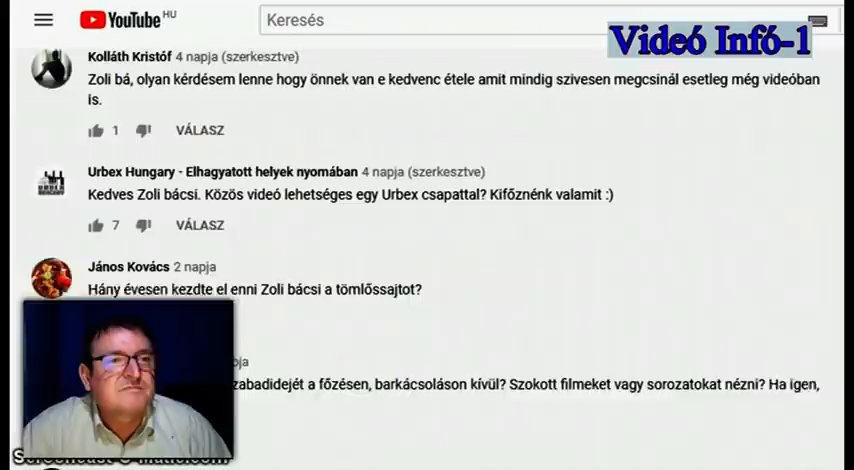 YouTube HU
Keresés
Videó Infó-1
Kolláth Kristóf 4 napja (szerkesztve)
Zoli bá, olyan kérdésem lenne hogy önnek van e kedvenc étele amit mindig szivesen megcsinál esetleg még videóban
is.
1 VÁLASZ
Urbex Hungary - Elhagyatott helyek nyomában 4 napja (szerkesztve)
Kedves Zoli bácsi. Közös videó lehetséges egy Urbex csapattal? Kifőznénk valamit :)
7 VÁLASZ
János Kovács 2 napja
Hány évesen kezdte el enni Zoli bácsi a tömlőssajtot?
zabadidejét a főzésen, barkácsoláson kívül? Szokott filmeket vagy sorozatokat nézni? Ha igen,